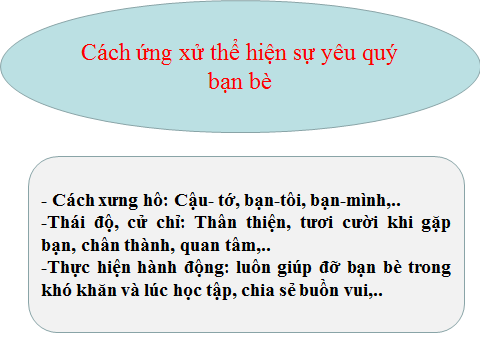 Cách ứng xử thể hiện sự yêu quý
bạn bè
- Cách xưng hô: Cậu- tớ, bạn-tôi, bạn-mình,..
-Thái độ, cử chỉ: Thân thiện, tươi cười khi gặp
bạn, chân thành, quan tâm,..
-Thực hiện hành động: luôn giúp đỡ bạn bè trong
khó khăn và lúc học tập, chia sẻ buồn vui,..